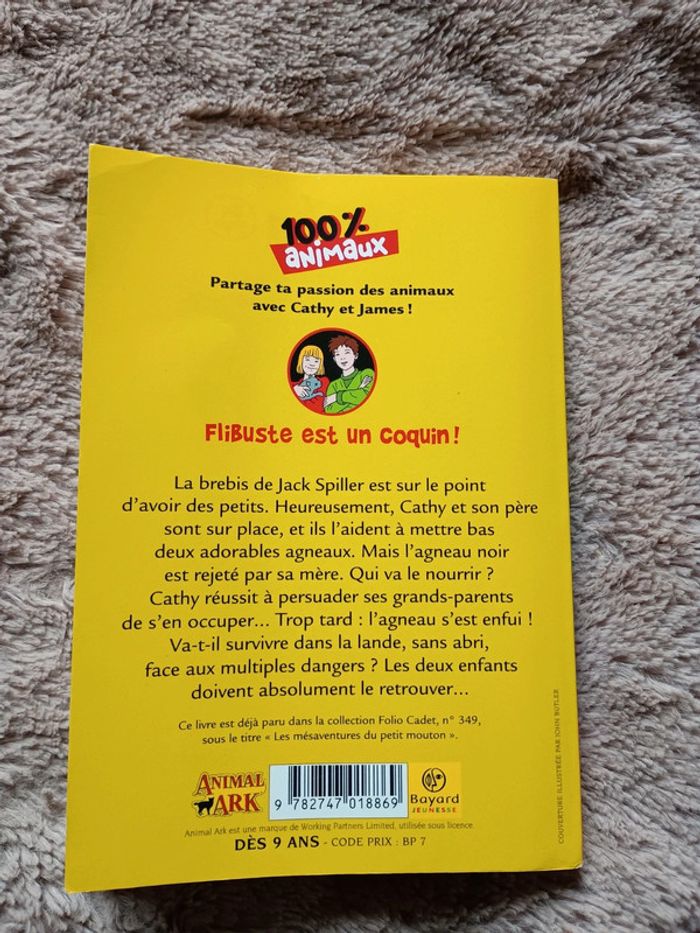 100%
animaux
Partage ta passion des animaux
avec Cathy et James !
FLiBuste est un coquin !
La brebis de Jack Spiller est sur le point
d'avoir des petits. Heureusement, Cathy et son père
sont sur place, et ils l'aident à mettre bas
deux adorables agneaux. Mais l'agneau noir
est rejeté par sa mère. Qui va le nourrir ?
Cathy réussit à persuader ses grands-parents
de s'en occuper... Trop tard : l'agneau s'est enfui !
Va-t-il survivre dans la lande, sans abri,
face aux multiples dangers ? Les deux enfants
doivent absolument le retrouver...
Ce livre est déjà paru dans la collection Folio Cadet, n° 349,
sous le titre « Les mésaventures du petit mouton ».
ANIMAL
ARK
9 782747 018869
Bayard
JEUNESSE
Animal Ark est une marque de Working Partners Limited, utilisée sous licence.
DÈS 9 ANS - CODE PRIX : BP 7
COUVERTURE ILLUSTRÉE PAR JOHN BUTLER